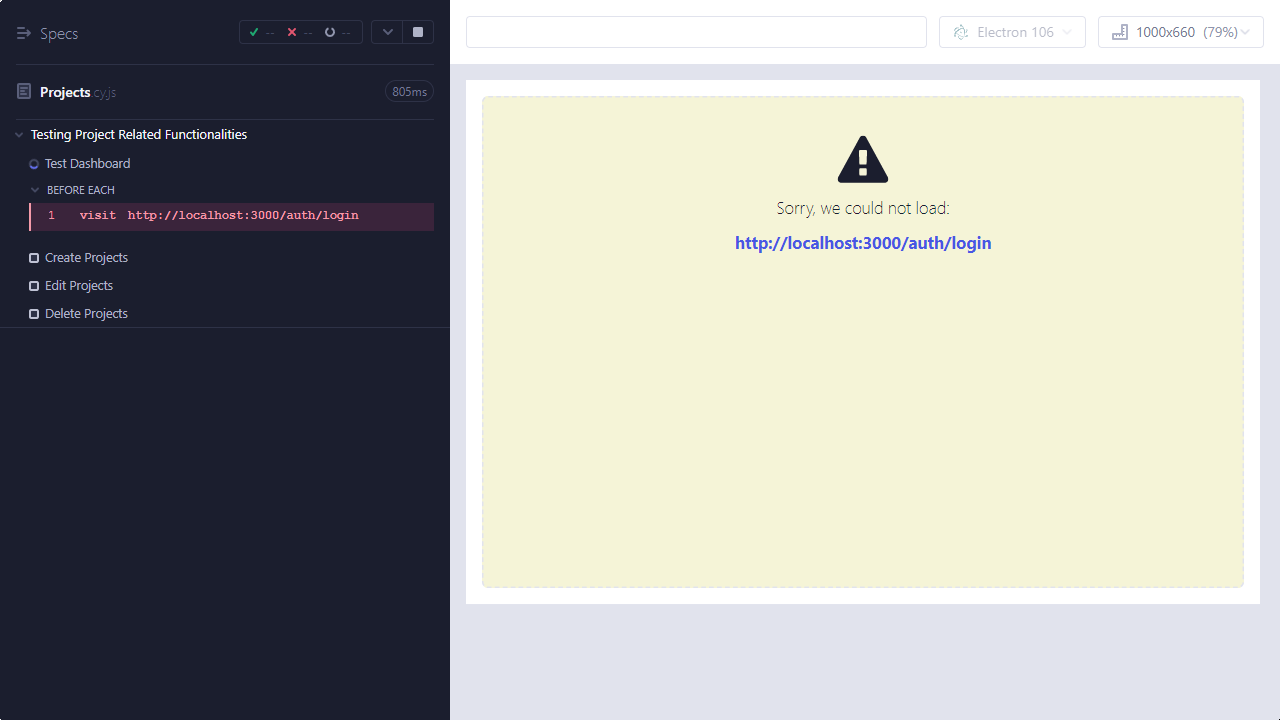 Specs
--
--
--
Electron 106
1000x660 (79%)
Projects.cy.js
805ms
Testing Project Related Functionalities
Test Dashboard
BEFORE EACH
1 visit http://localhost:3000/auth/login
Create Projects
Edit Projects
Delete Projects
Sorry, we could not load:
http://localhost:3000/auth/login